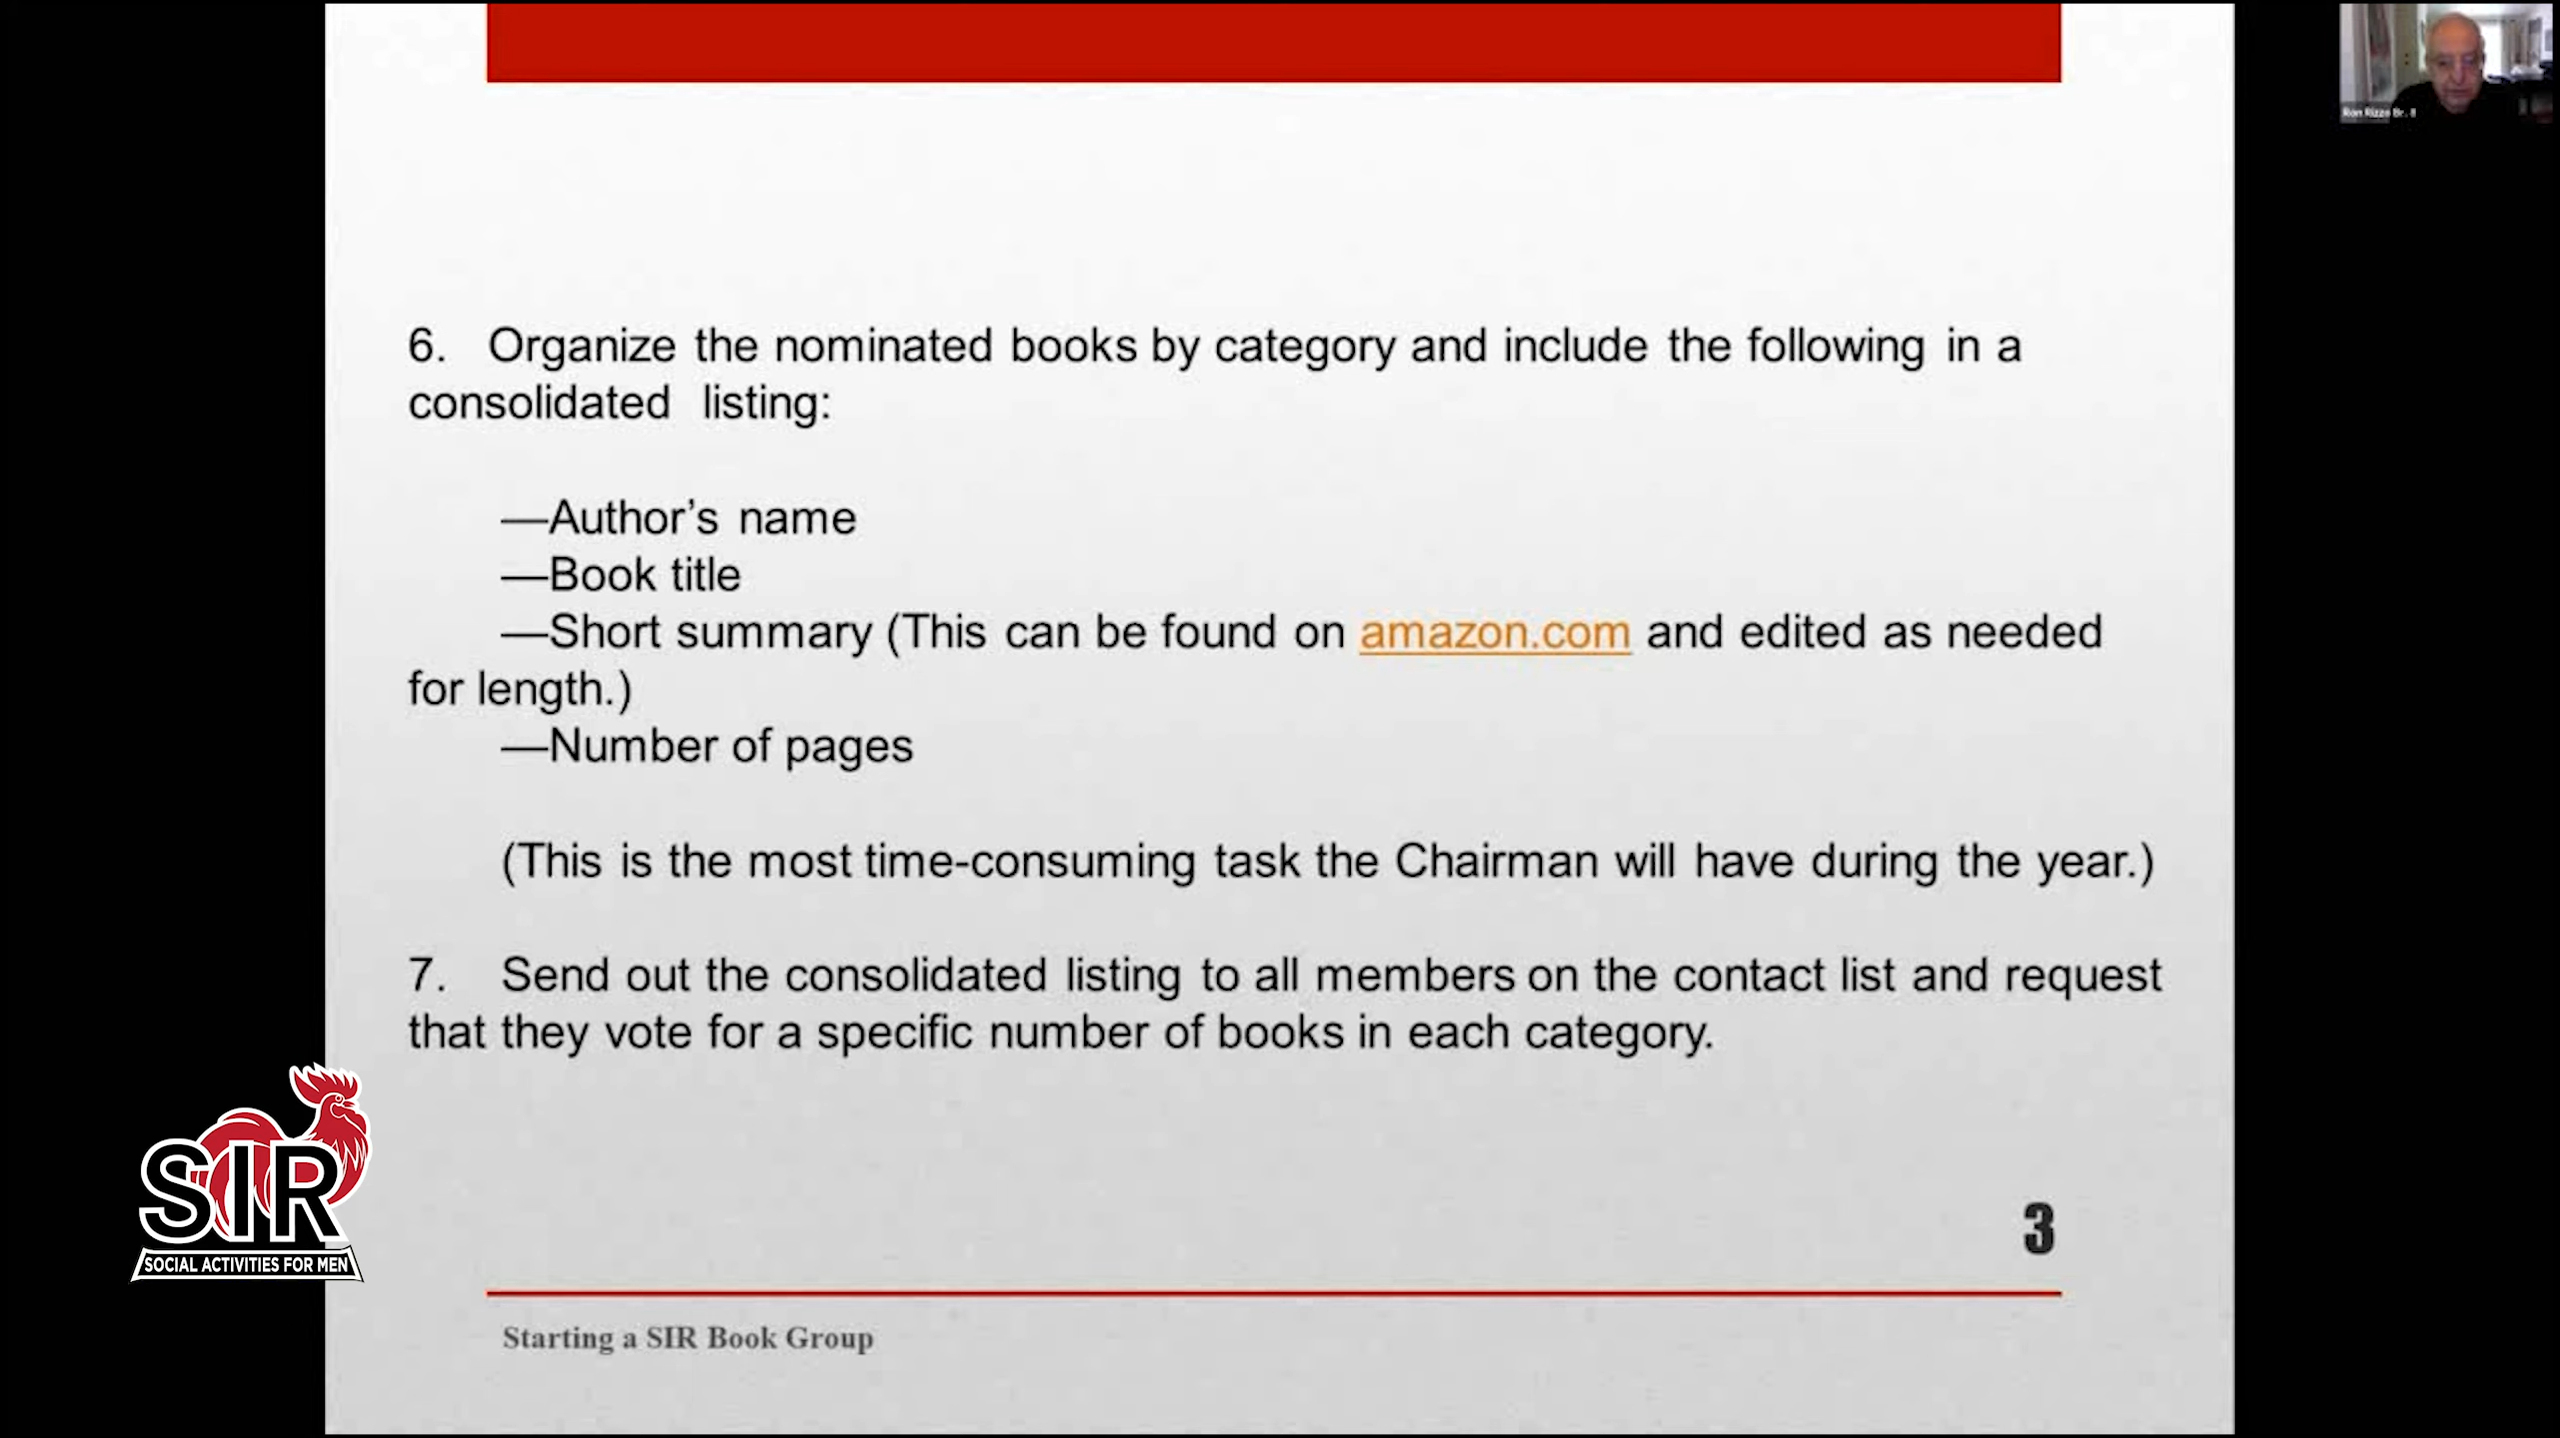 Ron Rizzo Br. 8
6. Organize the nominated books by category and include the following in a
consolidated listing:
—Author’s name
—Book title
—Short summary (This can be found on amazon.com and edited as needed
for length.)
—Number of pages
(This is the most time-consuming task the Chairman will have during the year.)
7. Send out the consolidated listing to all members on the contact list and request
that they vote for a specific number of books in each category.
SIR
SOCIAL ACTIVITIES FOR MEN
3
Starting a SIR Book Group